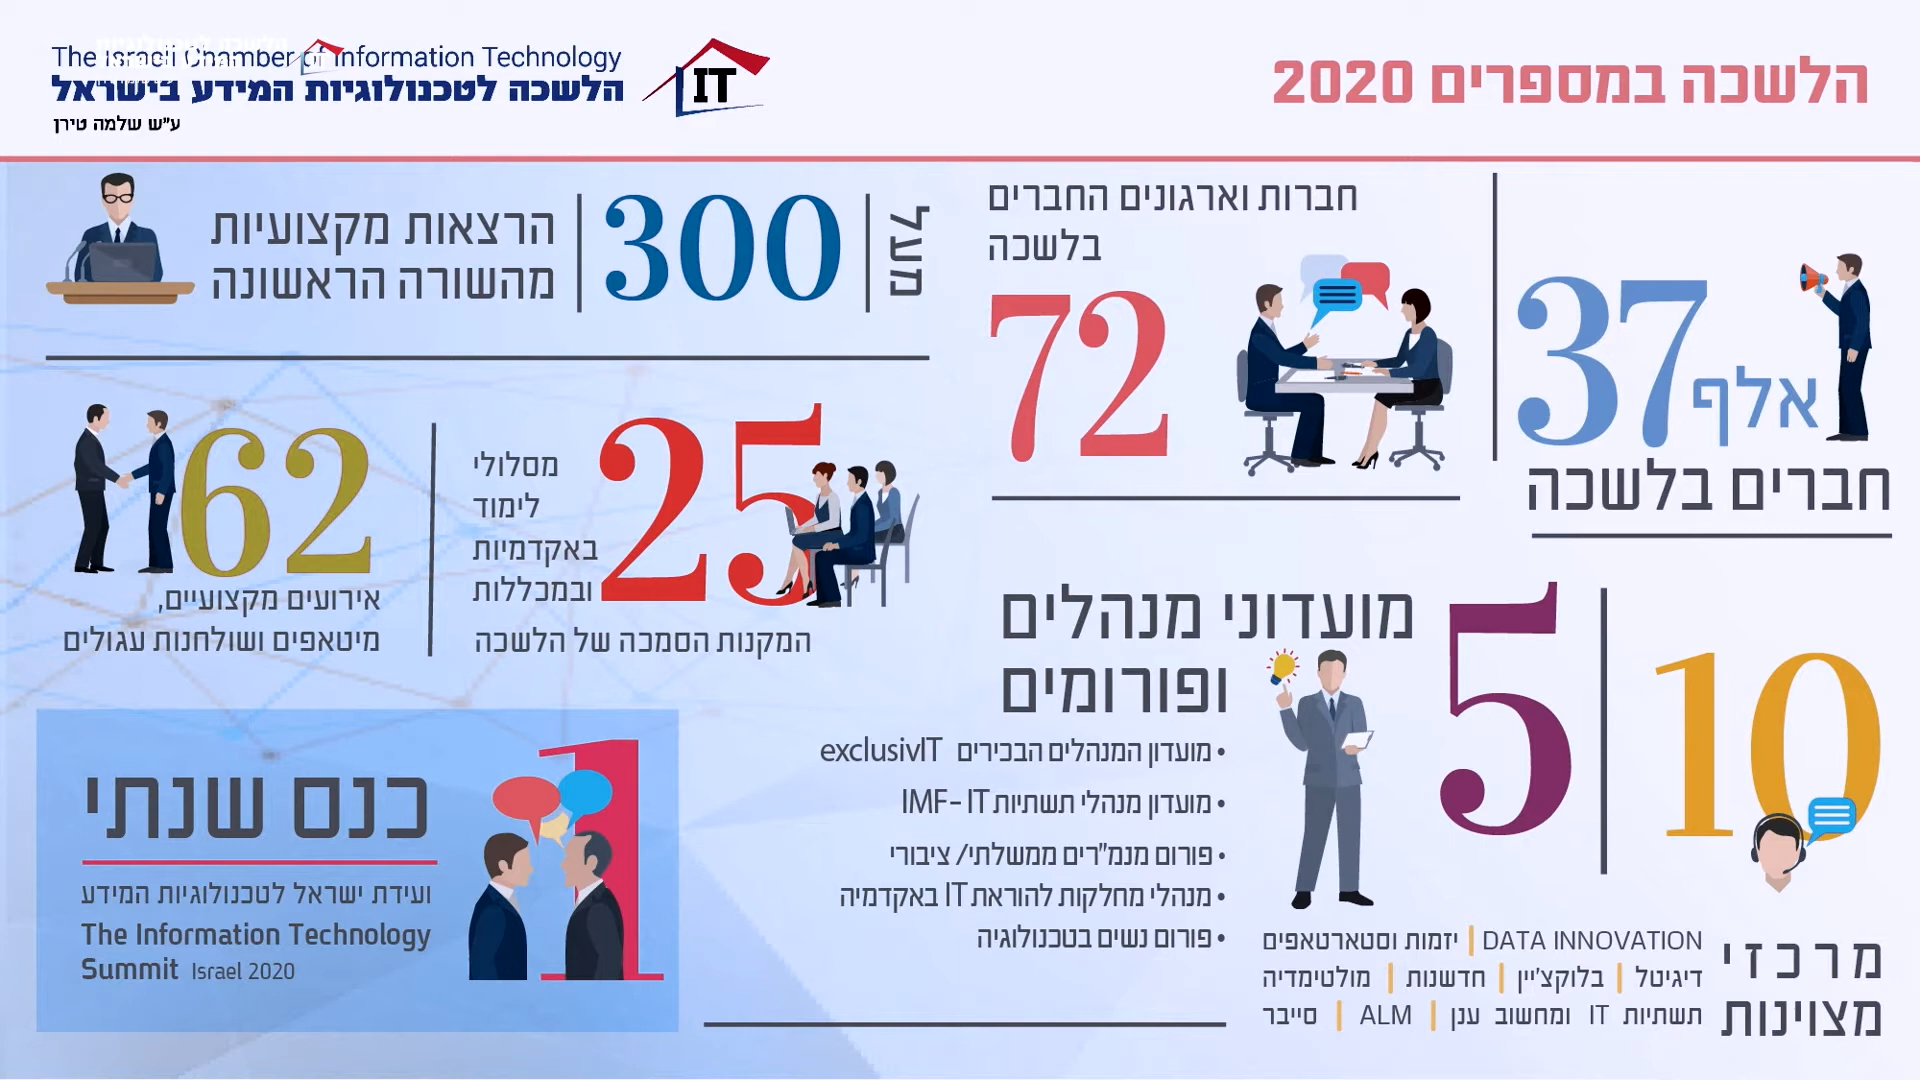 הלשכה במספרים 2020
The Israel Chamber of Information Technology
הלשכה לטכנולוגיות המידע בישראל
ע״ש שלמה טירן
IT
37 אלף
חברים בלשכה
חברות וארגונים החברים
בלשכה
72
מעל
300
הרצאות מקצועיות
מהשורה הראשונה
25
מסלולי
לימוד
באקדמיות
ובמכללות
המקנות הסמכה של הלשכה
62
אירועים מקצועיים,
מיטאפים ושולחנות עגולים
10
מרכזי
מצוינות
DATA INNOVATION | יזמות וסטארטאפים
דיגיטל | בלוקצ'יין | חדשנות | מולטימדיה
תשתיות IT ומחשוב ענן | ALM | סייבר
5
מועדוני מנהלים
ופורומים
• מועדון המנהלים הבכירים exclusivIT
• מועדון מנהלי תשתיות IMF- IT
• פורום מנמ"רים ממשלתי/ ציבורי
• מנהלי מחלקות להוראת IT באקדמיה
• פורום נשים בטכנולוגיה
1
כנס שנתי
ועידת ישראל לטכנולוגיות המידע
The Information Technology
Summit Israel 2020